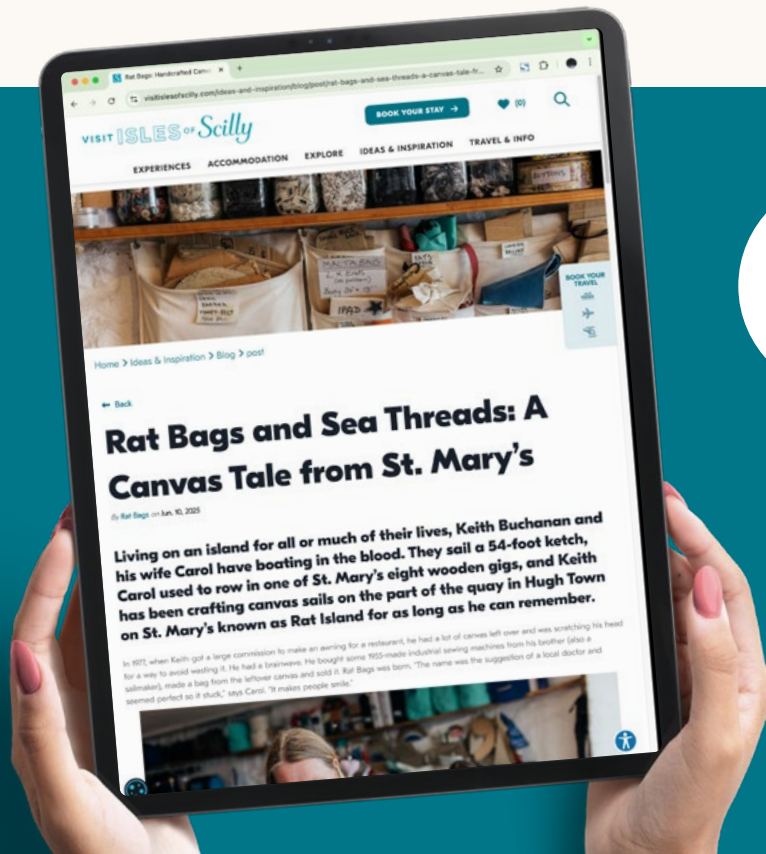 Rat Bags: Handcrafted Canv
visitislesofscilly.com/ideas-and-inspiration/blog/post/rat-bags-and-sea-threads-a-canvas-tale-fr...
VISIT ISLES OF Scilly
BOOK YOUR STAY →
(0)
EXPERIENCES ACCOMMODATION EXPLORE IDEAS & INSPIRATION TRAVEL & INFO
BUTTONS
MALTA BAG
IPAD
BOOK YOUR
TRAVEL
Home > Ideas & Inspiration > Blog > post
← Back
Rat Bags and Sea Threads: A
Canvas Tale from St. Mary's
By Rat Bags on Jun. 10, 2025
Living on an island for all or much of their lives, Keith Buchanan and
his wife Carol have boating in the blood. They sail a 54-foot ketch,
Carol used to row in one of St. Mary's eight wooden gigs, and Keith
has been crafting canvas sails on the part of the quay in Hugh Town
on St. Mary's known as Rat Island for as long as he can remember.
In 1977, when Keith got a large commission to make an awning for a restaurant, he had a lot of canvas left over and was scratching his head
for a way to avoid wasting it. He had a brainwave. He bought some 1955-made industrial sewing machines from his brother (also a
sailmaker), made a bag from the leftover canvas and sold it. Rat Bags was born. "The name was the suggestion of a local doctor and
seemed perfect so it stuck," says Carol. "It makes people smile."